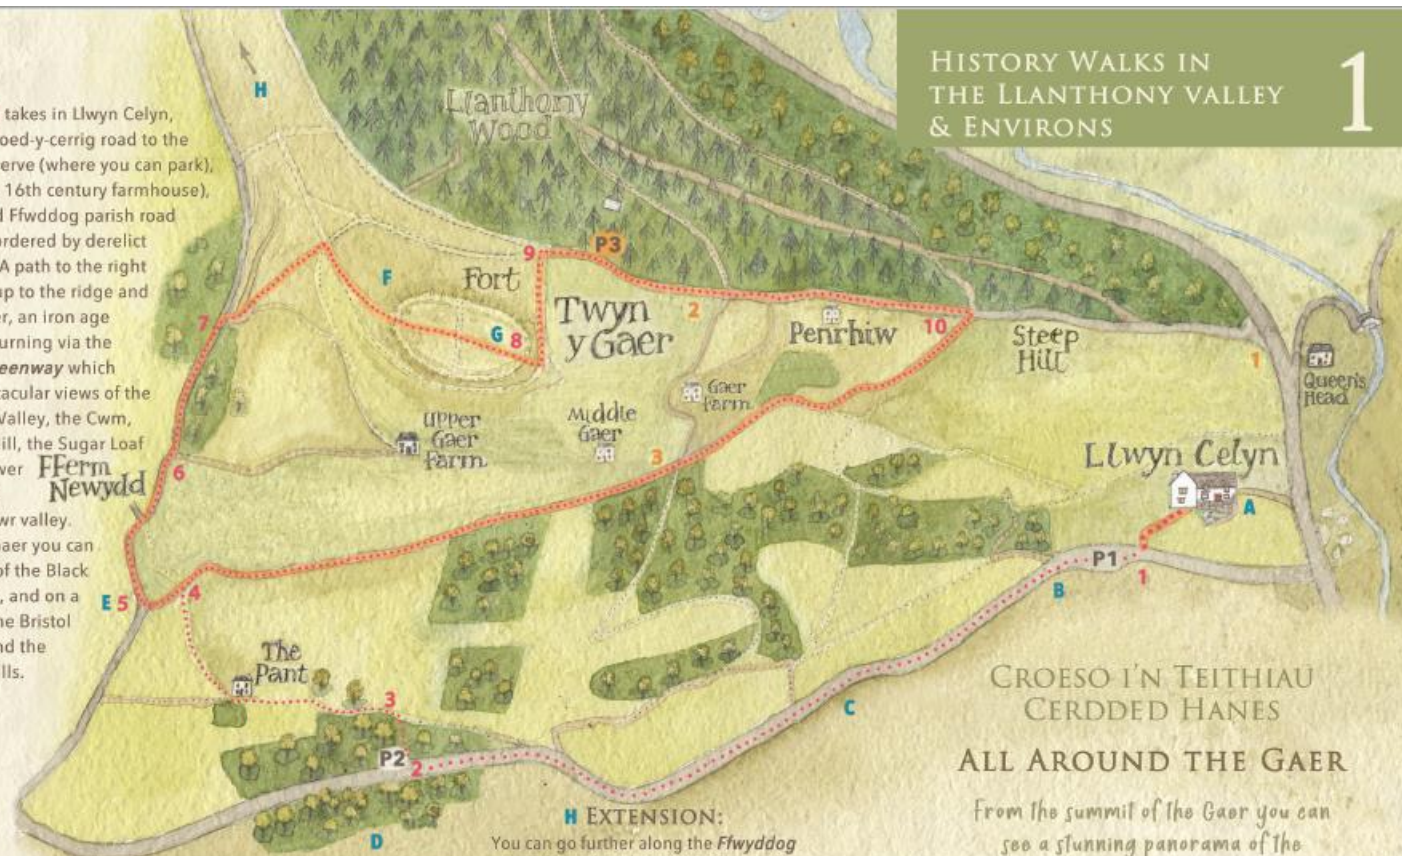 HISTORY WALKS IN
THE LLANTHONY VALLEY
& ENVIRONS
1
takes in Llwyn Celyn,
oed-y-cerrig road to the
erve (where you can park),
16th century farmhouse),
d Ffwddog parish road
ordered by derelict
A path to the right
up to the ridge and
er, an iron age
urning via the
eenway which
tacular views of the
Valley, the Cwm,
ill, the Sugar Loaf
wer
wr valley.
Gaer you can
of the Black
, and on a
he Bristol
nd the
lls.
H
Llanthony
Wood
P3
9
F
Fort
7
G 8
Twyn
y Gaer
2
Penrhiw
10
Steep
Hill
1
Queen's
Head
Gaer
Farm
Upper
Gaer
Farm
Middle
Gaer
3
FFerm
Newydd
6
Llwyn Celyn
A
P1
1
B
4
E 5
The
Pant
3
C
P2
2
D
CROESO I'N TEITHIAU
CERDDED HANES
ALL AROUND THE GAER
From the summit of the Gaer you can
see a stunning panorama of the
H EXTENSION:
You can go further along the Ffwyddog